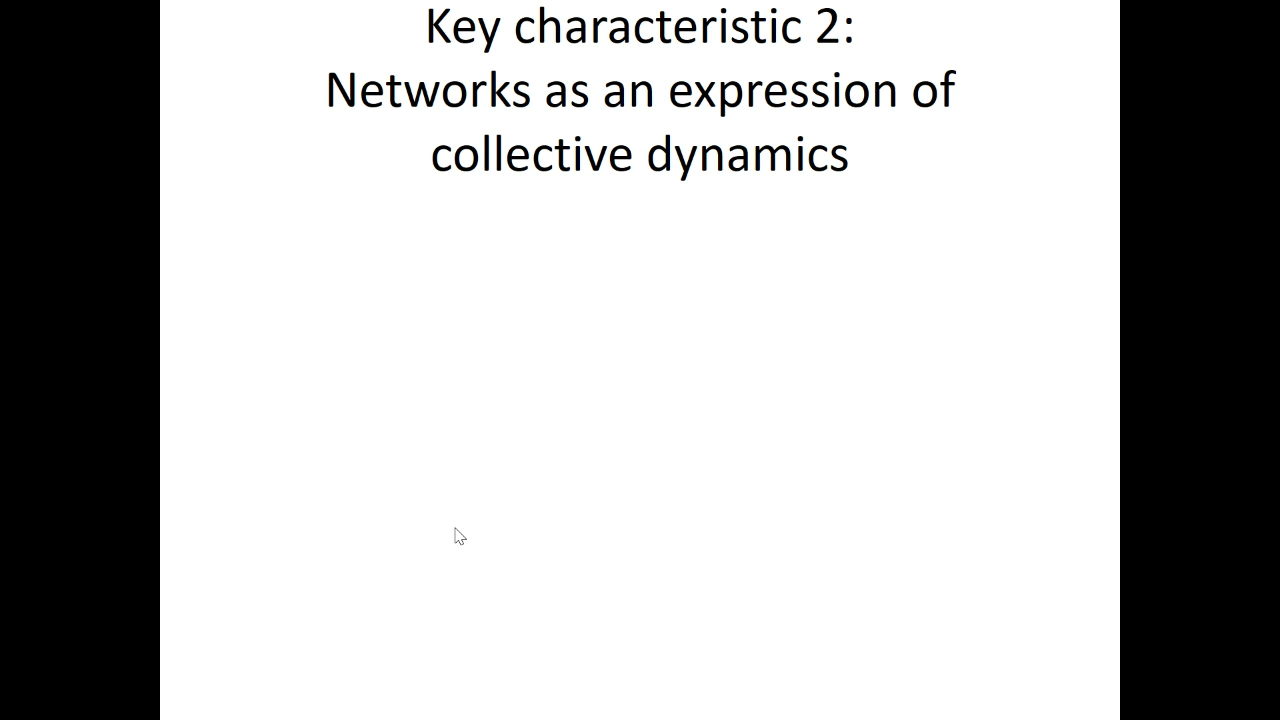 Key characteristic 2:
Networks as an expression of
collective dynamics